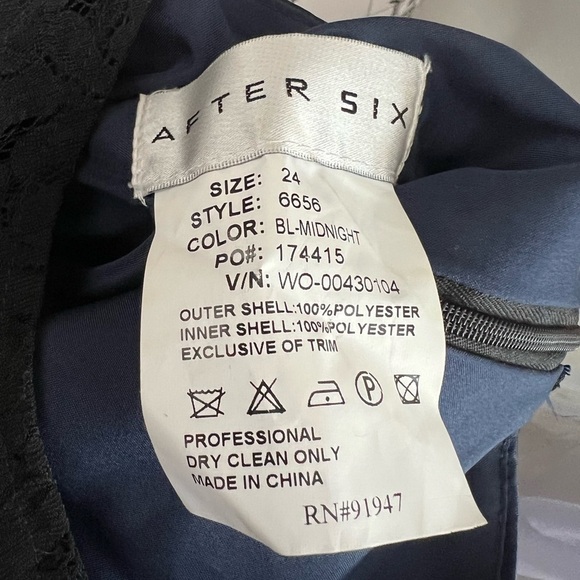 AFTER SIX
SIZE: 24
STYLE: 6656
COLOR: BL-MIDNIGHT
PO#: 174415
V/N: WO-00430104
OUTER SHELL:100%POLYESTER
INNER SHELL:100%POLYESTER
EXCLUSIVE OF TRIM
P
PROFESSIONAL
DRY CLEAN ONLY
MADE IN CHINA
RN#91947